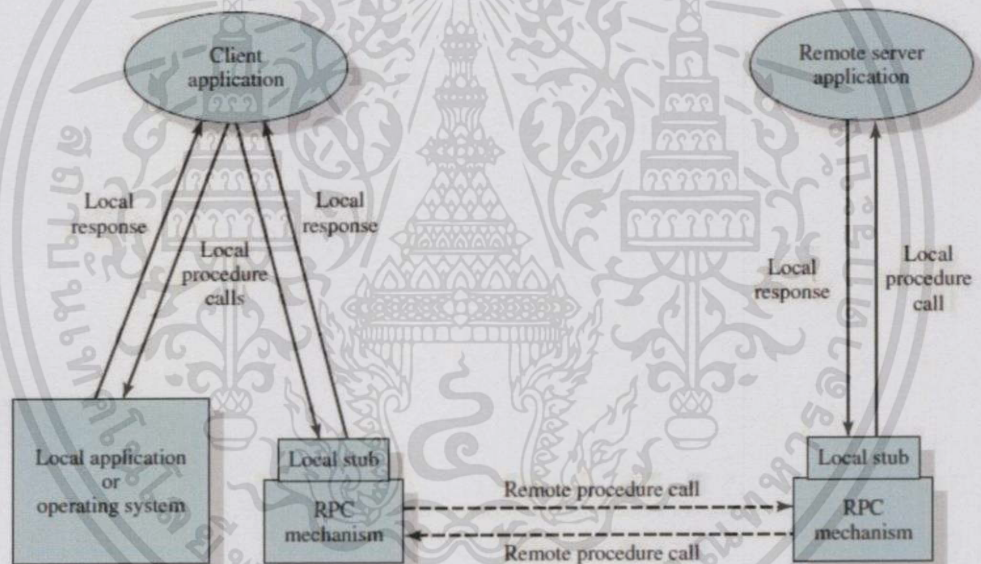 Client
application
Remote server
application
Local
response
Local
procedure
calls
Local
response
Local
response
Local
procedure
call
Local application
or
operating system
Local stub
RPC
mechanism
Remote procedure call
Remote procedure call
Local stub
RPC
mechanism